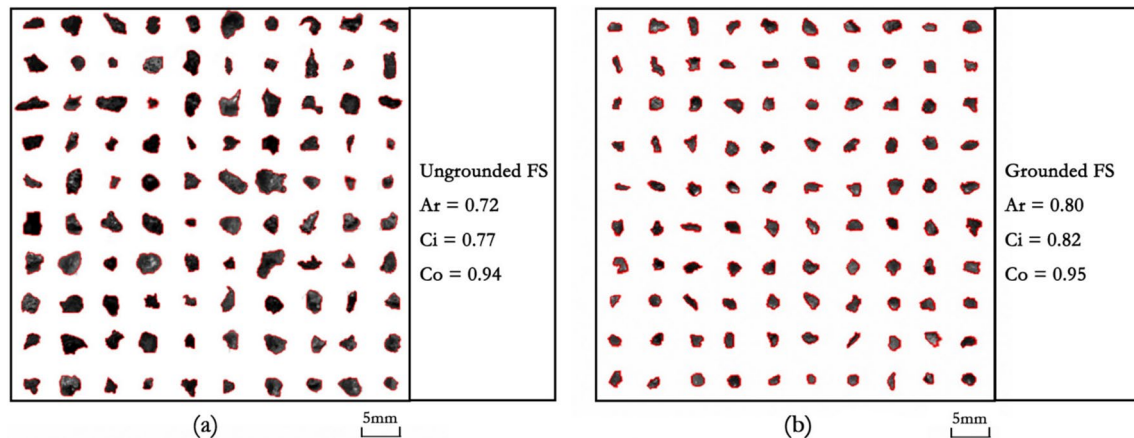 Ungrounded FS
Ar = 0.72
Ci = 0.77
Co = 0.94
(a)
5mm
Grounded FS
Ar = 0.80
Ci = 0.82
Co = 0.95
(b)
5mm